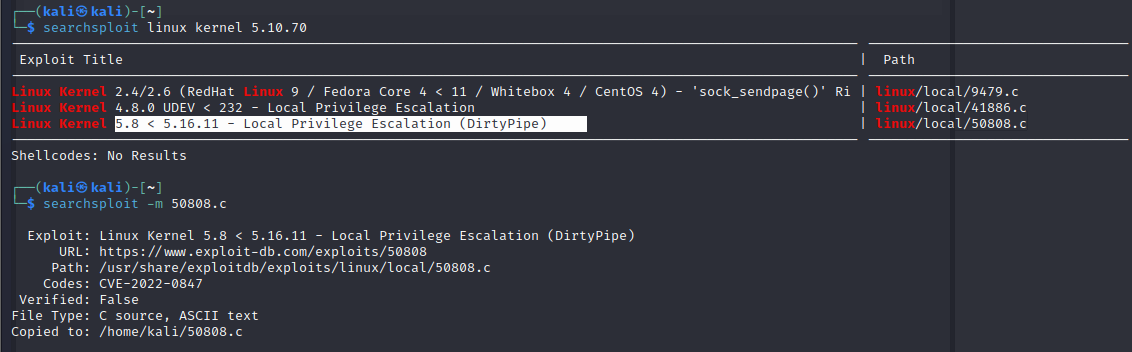 ┌──(kali㉿kali)-[~]
└─$ searchsploit linux kernel 5.10.70
Exploit Title | Path
Linux Kernel 2.4/2.6 (RedHat Linux 9 / Fedora Core 4 < 11 / Whitebox 4 / CentOS 4) - 'sock_sendpage()' Ri | linux/local/9479.c
Linux Kernel 4.8.0 UDEV < 232 - Local Privilege Escalation | linux/local/41886.c
Linux Kernel 5.8 < 5.16.11 - Local Privilege Escalation (DirtyPipe) | linux/local/50808.c
Shellcodes: No Results
┌──(kali㉿kali)-[~]
└─$ searchsploit -m 50808.c
Exploit: Linux Kernel 5.8 < 5.16.11 - Local Privilege Escalation (DirtyPipe)
URL: https://www.exploit-db.com/exploits/50808
Path: /usr/share/exploitdb/exploits/linux/local/50808.c
Codes: CVE-2022-0847
Verified: False
File Type: C source, ASCII text
Copied to: /home/kali/50808.c